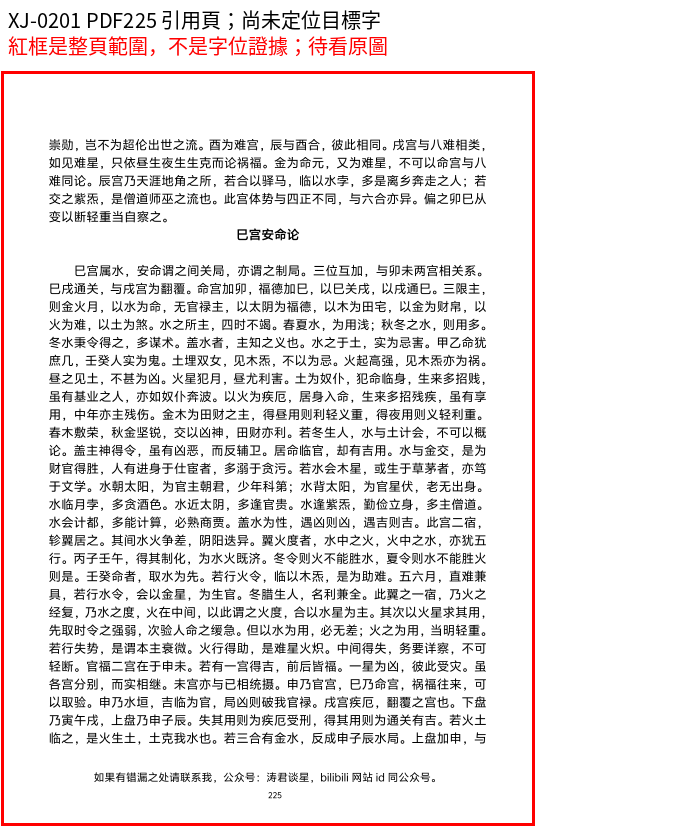 XJ-0201 PDF225 引用頁；尚未定位目標字
紅框是整頁範圍，不是字位證據；待看原圖
崇勋，岂不为超伦出世之流。酉为难宫，辰与酉合，彼此相同。戌宫与八难相类，
如见难星，只依昼生夜生生克而论祸福。金为命元，又为难星，不可以命宫与八
难同论。辰宫乃天涯地角之所，若合以驿马，临以水孛，多是离乡奔走之人；若
交之紫炁，是僧道师巫之流也。此宫体势与四正不同，与六合亦异。偏之卯巳从
变以断轻重当自察之。
巳宫安命论
巳宫属水，安命谓之间关局，亦谓之制局。三位互加，与卯未两宫相关系。
巳戌通关，与戌宫为翻覆。命宫加卯，福德加巳，以巳关戌，以戌通巳。三限主，
则金火月，以水为命，无官禄主，以太阴为福德，以木为田宅，以金为财帛，以
火为难，以土为煞。水之所主，四时不竭。春夏水，为用浅；秋冬之水，则用多。
冬水秉令得之，多谋术。盖水者，主知之义也。水之于土，实为忌害。甲乙命犹
庶几，壬癸人实为鬼。土埋双女，见木炁，不以为忌。火起高强，见木炁亦为祸。
昼之见土，不甚为凶。火星犯月，昼尤利害。土为奴仆，犯命临身，生来多招贱，
虽有基业之人，亦如奴仆奔波。以火为疾厄，居身入命，生来多招残疾，虽有享
用，中年亦主残伤。金木为田财之主，得昼用则利轻义重，得夜用则义轻利重。
春木敷荣，秋金坚锐，交以凶神，田财亦利。若冬生人，水与土计会，不可以概
论。盖主神得令，虽有凶恶，而反辅卫。居命临官，却有吉用。水与金交，是为
财官得胜，人有进身于仕宦者，多弱于贪污。若水会木星，或生于草茅者，亦笃
于文学。水朝太阳，为官主朝君，少年科第；水背太阳，为官星伏，老无出身。
水临月孛，多贪酒色。水近太阴，多逢官贵。水逢紫炁，勤俭立身，多主僧道。
水会计都，多能计算，必熟商贾。盖水为性，遇凶则凶，遇吉则吉。此宫二宿，
轸翼居之。其间水火争差，阴阳迭异。翼火度者，水中之火，火中之水，亦犹五
行。丙子壬午，得其制化，为水火既济。冬令则火不能胜水，夏令则水不能胜火
则是。壬癸命者，取水为先。若行火令，临以木炁，是为助难。五六月，直难兼
具，若行水令，会以金星，为生官。冬腊生人，名利兼全。此翼之一宿，乃火之
经复，乃水之度，火在中间，以此谓之火度，合以水星为主。其次以火星求其用，
先取时令之强弱，次验人命之缓急。但以水为用，必无差；火之为用，当明轻重。
若行失势，是谓本主衰微。火行得助，是难星火炽。中间得失，务要详察，不可
轻断。官福二宫在于申未。若有一宫得吉，前后皆福。一星为凶，彼此受灾。虽
各宫分别，而实相继。未宫亦与已相统摄。申乃官宫，巳乃命宫，祸福往来，可
以取验。申乃水垣，吉临为官，局凶则破我官禄。戌宫疾厄，翻覆之宫也。下盘
乃寅午戌，上盘乃申子辰。失其用则为疾厄受刑，得其用则为通关有吉。若火土
临之，是火生土，土克我水也。若三合有金水，反成申子辰水局。上盘加申，与
如果有错漏之处请联系我，公众号：涛君谈星，bilibili 网站 id 同公众号。
225